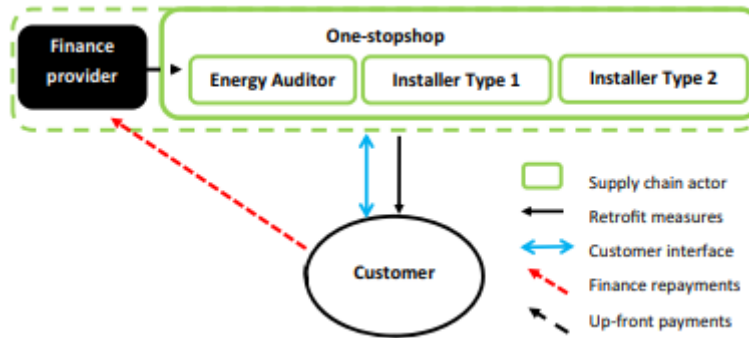 Finance
provider
One-stopshop
Energy Auditor
Installer Type 1
Installer Type 2
Customer
Supply chain actor
Retrofit measures
Customer interface
Finance repayments
Up-front payments